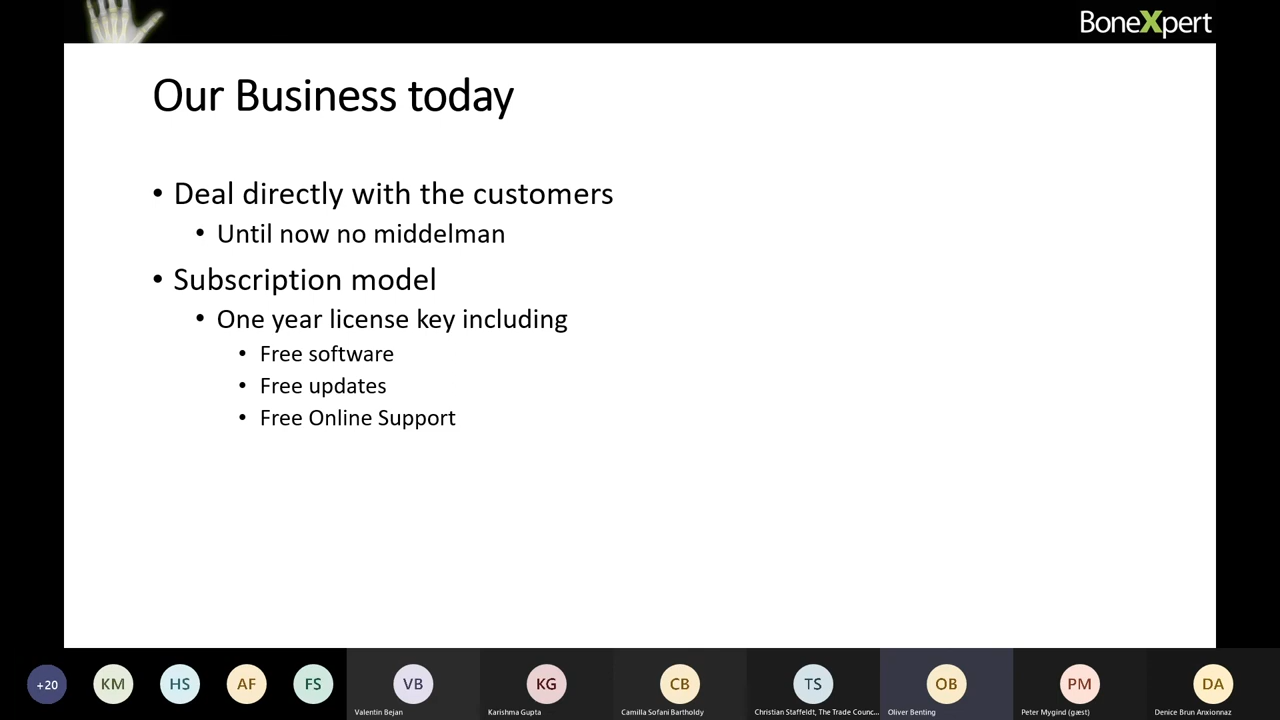 BoneXpert
Our Business today
• Deal directly with the customers
• Until now no middelman
• Subscription model
• One year license key including
• Free software
• Free updates
• Free Online Support
+20
KM
HS
AF
FS
VB
KG
CB
TS
OB
PM
DA
Valentin Bejan
Karishma Gupta
Camilla Sofani Bartholdy
Christian Staffeldt, The Trade Counc...
Oliver Benting
Peter Mygind (gæst)
Denice Brun Anxionnaz